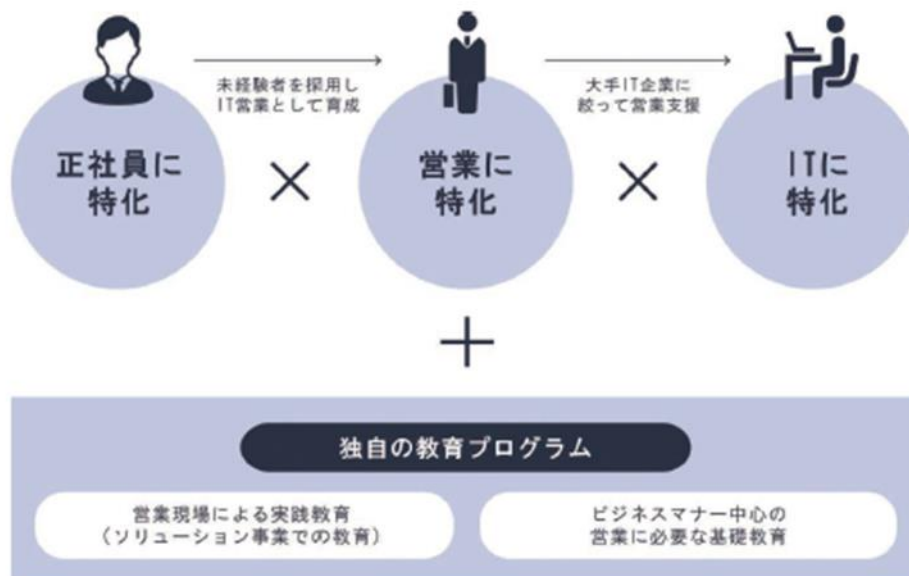 未経験者を採用し
IT営業として育成
大手IT企業に
絞って営業支援
正社員に
特化
×
営業に
特化
×
ITに
特化
+
独自の教育プログラム
営業現場による実践教育
（ソリューション事業での教育）
ビジネスマナー中心の
営業に必要な基礎教育